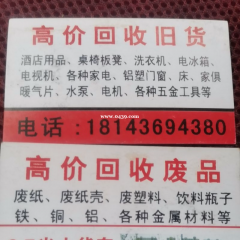 高价回收旧货
酒店用品、桌椅板凳、洗衣机、电冰箱、
电视机、各种家电、铝塑门窗、床、家俱
暖气片、水泵、电机、各种五金工具等
电话：18143694380
高价回收废品
废纸、废纸壳、废塑料、饮料瓶子
铁、铜、铝、各种金属材料等